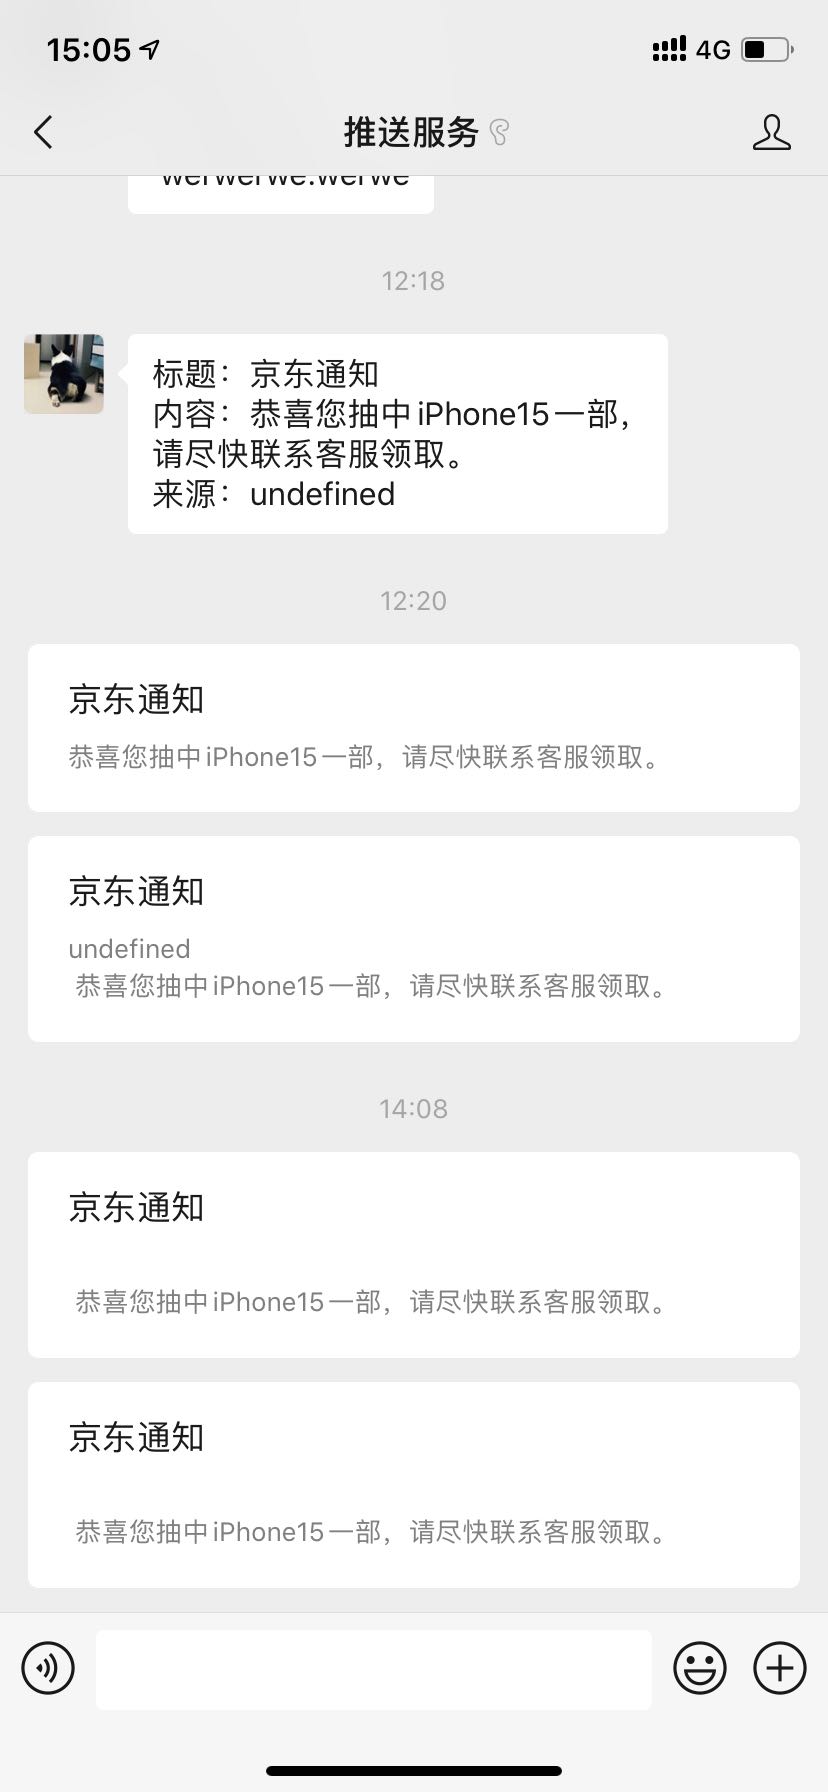 15:05
4G
推送服务
werwerwe.werwe
12:18
标题：京东通知
内容：恭喜您抽中iPhone15一部，
请尽快联系客服领取。
来源：undefined
12:20
京东通知
恭喜您抽中iPhone15一部，请尽快联系客服领取。
京东通知
undefined
恭喜您抽中iPhone15一部，请尽快联系客服领取。
14:08
京东通知
恭喜您抽中iPhone15一部，请尽快联系客服领取。
京东通知
恭喜您抽中iPhone15一部，请尽快联系客服领取。